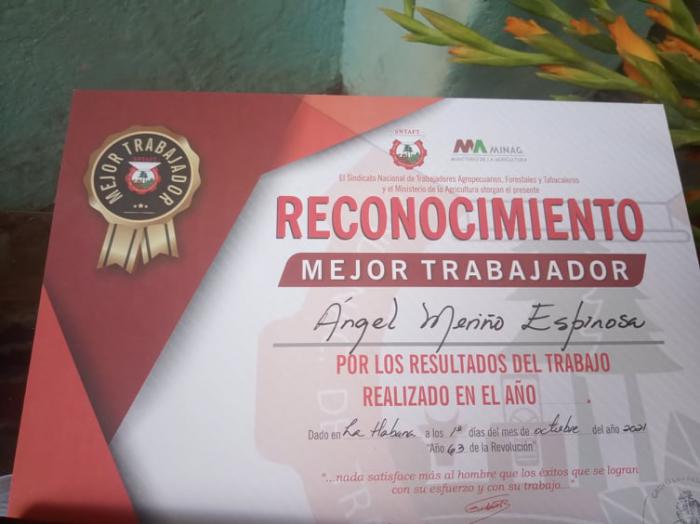 MEJOR TRABAJADOR
SNTAFT
SNTAFT
MINAG
MINISTERIO DE LA AGRICULTURA
El Sindicato Nacional de Trabajadores Agropecuarios, Forestales y Tabacaleros
y el Ministerio de la Agricultura otorgan el presente
RECONOCIMIENTO
MEJOR TRABAJADOR
Ángel Meriño Espinosa
POR LOS RESULTADOS DEL TRABAJO
REALIZADO EN EL AÑO .
Dado en La Habana a los 1º días del mes de octubre del año 2021
"Año 63 de la Revolución"
"...nada satisface más al hombre que los éxitos que se logran
con su esfuerzo y con su trabajo..."